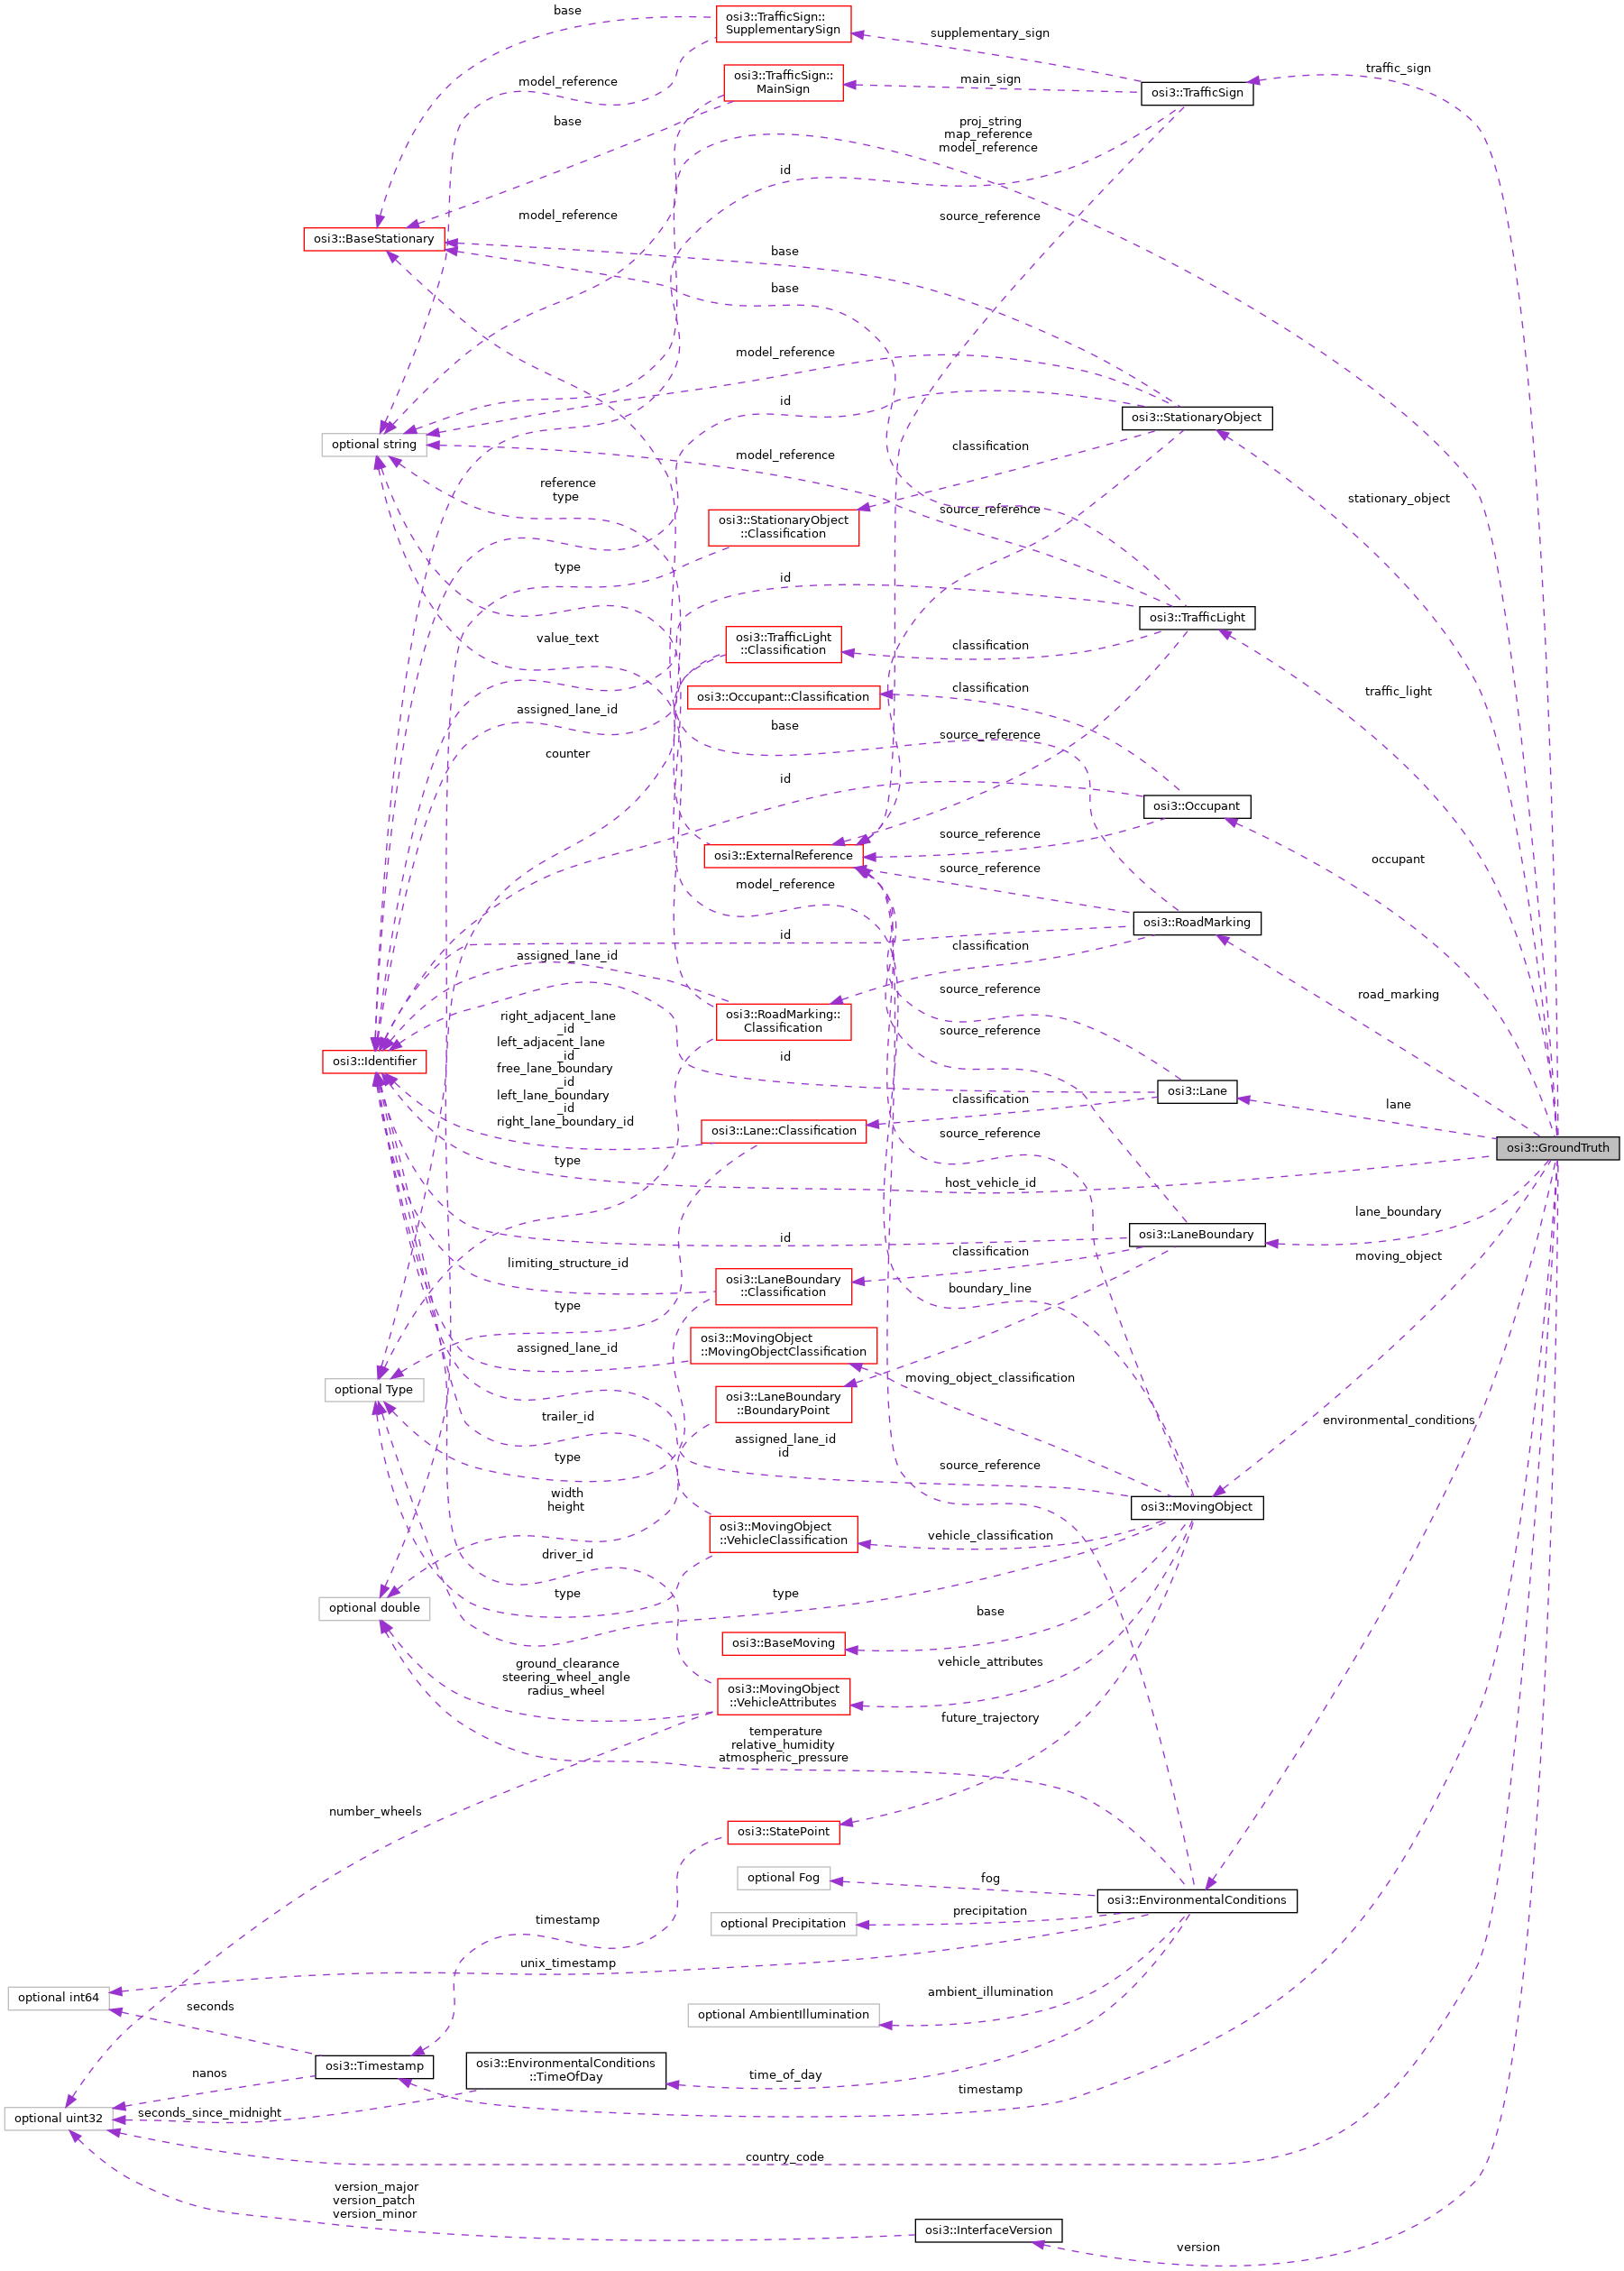 base
osi3::TrafficSign::
SupplementarySign
supplementary_sign
traffic_sign
model_reference
osi3::TrafficSign::
MainSign
main_sign
osi3::TrafficSign
base
proj_string
map_reference
model_reference
id
model_reference
source_reference
osi3::BaseStationary
base
base
model_reference
id
osi3::StationaryObject
optional string
classification
model_reference
reference
type
stationary_object
source_reference
osi3::StationaryObject
::Classification
type
id
osi3::TrafficLight
value_text
osi3::TrafficLight
::Classification
classification
osi3::Occupant::Classification
classification
traffic_light
assigned_lane_id
base
source_reference
counter
id
osi3::Occupant
source_reference
osi3::ExternalReference
occupant
source_reference
model_reference
osi3::RoadMarking
id
classification
assigned_lane_id
source_reference
road_marking
osi3::RoadMarking::
Classification
right_adjacent_lane
_id
left_adjacent_lane
_id
free_lane_boundary
_id
left_lane_boundary
_id
right_lane_boundary_id
source_reference
osi3::Identifier
id
osi3::Lane
classification
lane
osi3::Lane::Classification
source_reference
osi3::GroundTruth
type
host_vehicle_id
lane_boundary
id
osi3::LaneBoundary
classification
moving_object
limiting_structure_id
osi3::LaneBoundary
::Classification
boundary_line
type
osi3::MovingObject
::MovingObjectClassification
assigned_lane_id
moving_object_classification
optional Type
osi3::LaneBoundary
::BoundaryPoint
trailer_id
environmental_conditions
assigned_lane_id
id
type
source_reference
width
height
osi3::MovingObject
osi3::MovingObject
::VehicleClassification
vehicle_classification
driver_id
type
type
optional double
base
osi3::BaseMoving
ground_clearance
steering_wheel_angle
radius_wheel
vehicle_attributes
osi3::MovingObject
::VehicleAttributes
future_trajectory
temperature
relative_humidity
atmospheric_pressure
number_wheels
osi3::StatePoint
optional Fog
fog
osi3::EnvironmentalConditions
timestamp
optional Precipitation
precipitation
unix_timestamp
optional int64
seconds
optional AmbientIllumination
ambient_illumination
osi3::Timestamp
osi3::EnvironmentalConditions
::TimeOfDay
nanos
time_of_day
timestamp
optional uint32
seconds_since_midnight
country_code
version_major
version_patch
version_minor
osi3::InterfaceVersion
version